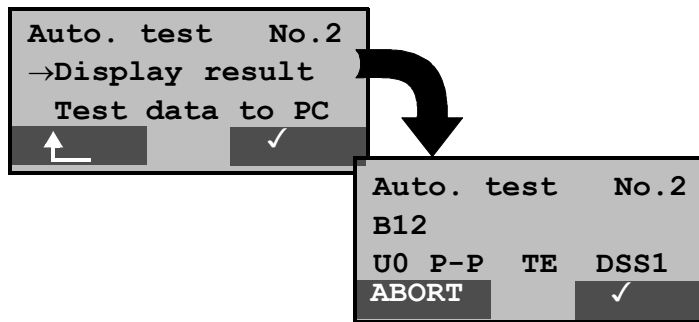 Auto. test No.2
→Display result
Test data to PC
✓
Auto. test No.2
B12
U0 P-P TE DSS1
ABORT ✓